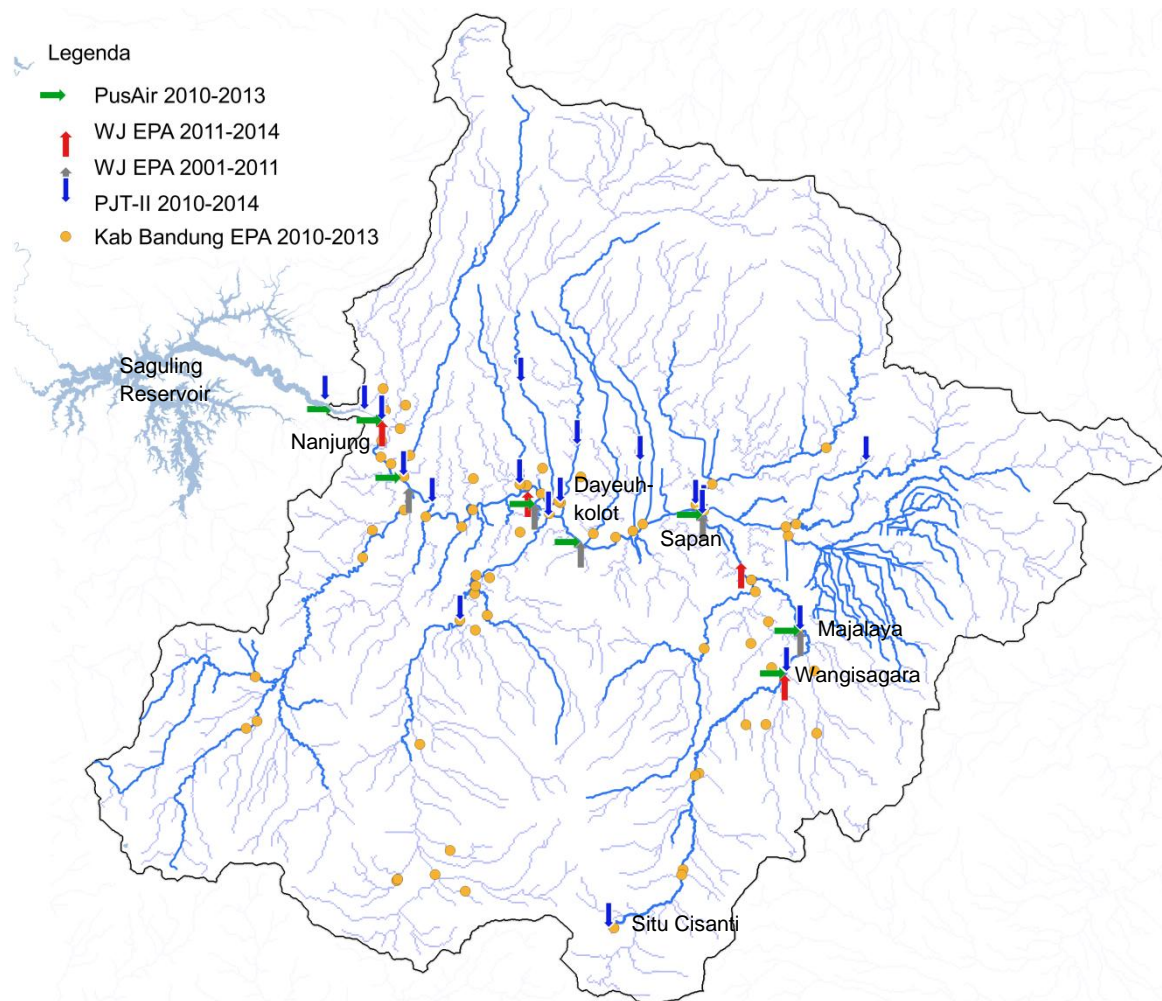 Legenda
PusAir 2010-2013
WJ EPA 2011-2014
WJ EPA 2001-2011
PJT-II 2010-2014
Kab Bandung EPA 2010-2013
Saguling
Reservoir
Nanjung
Dayeuh-
kolot
Sapan
Majalaya
Wangisagara
Situ Cisanti